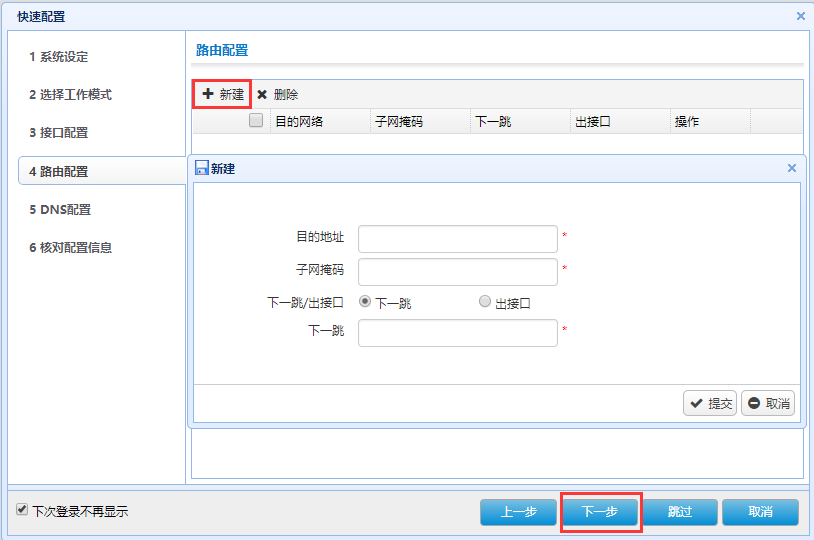 快速配置
1 系统设定
2 选择工作模式
3 接口配置
4 路由配置
5 DNS配置
6 核对配置信息
路由配置
新建 删除
目的网络 子网掩码 下一跳 出接口 操作
新建
目的地址 *
子网掩码 *
下一跳/出接口 下一跳 出接口
下一跳 *
提交 取消
下次登录不再显示 上一步 下一步 跳过 取消